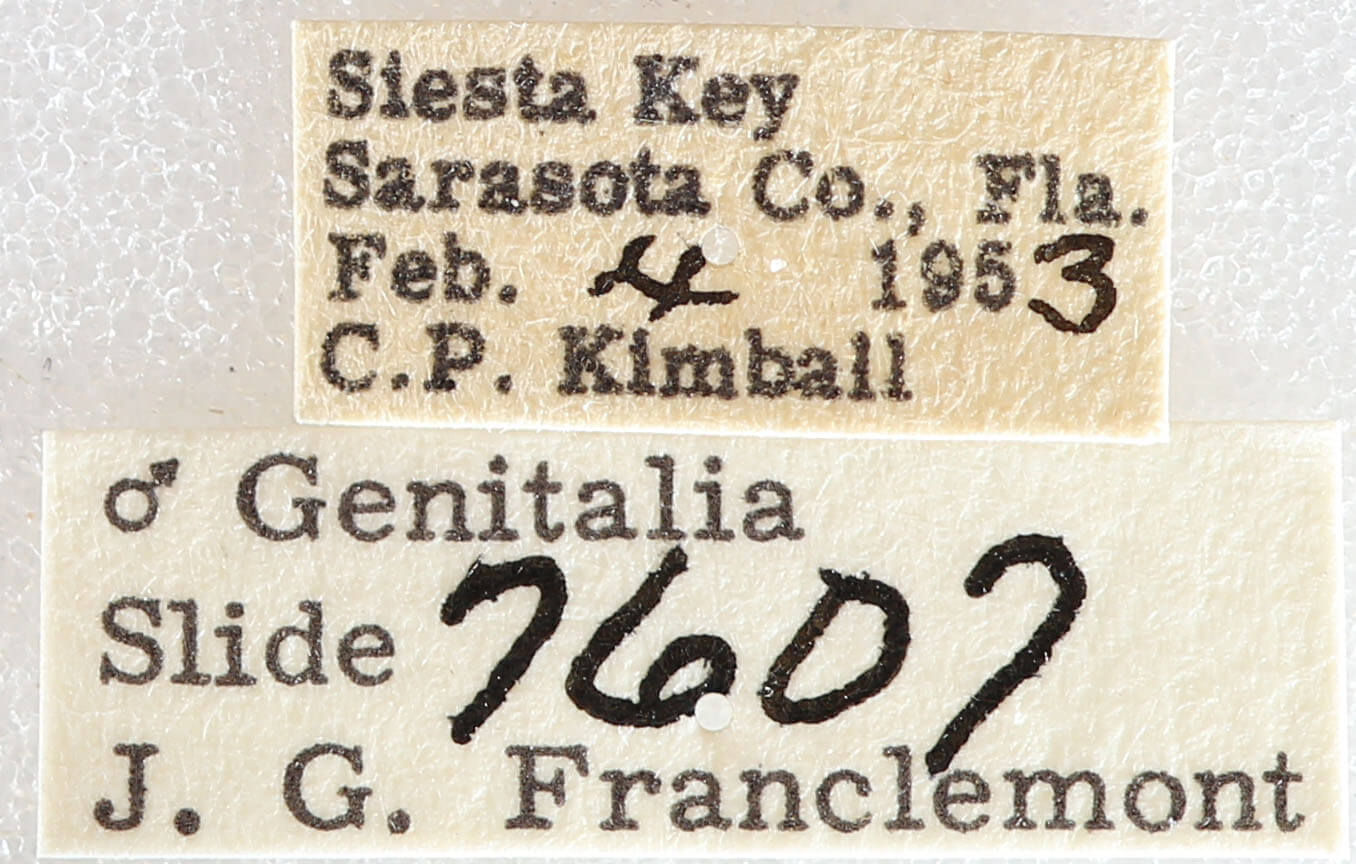 Siesta Key
Sarasota Co., Fla.
Feb. 4 1953
C.P. Kimball
♂ Genitalia
Slide 7607
J. G. Franclemont